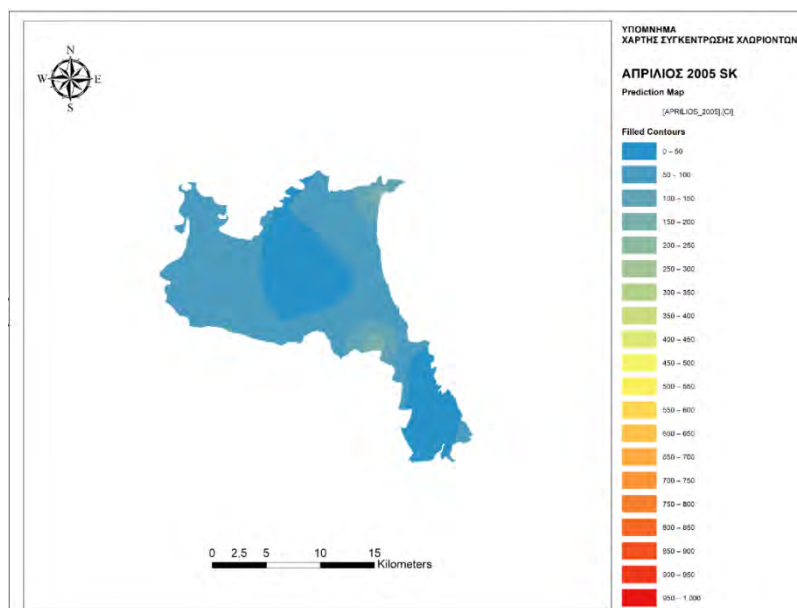 ΥΠΟΜΝΗΜΑ
ΧΑΡΤΗΣ ΣΥΓΚΕΝΤΡΩΣΗΣ ΧΛΩΡΙΟΝΤΩΝ
ΑΠΡΙΛΙΟΣ 2005 SK
Prediction Map
[APRILIOS_2005].[Cl]
Filled Contours
0 – 50
50 – 100
100 – 150
150 – 200
200 – 250
250 – 300
300 – 350
350 – 400
400 – 450
450 – 500
500 – 550
550 – 600
600 – 650
650 – 700
700 – 750
750 – 800
800 – 850
850 – 900
900 – 950
950 – 1.000
N
W E
S
0 2,5 5 10 15
Kilometers